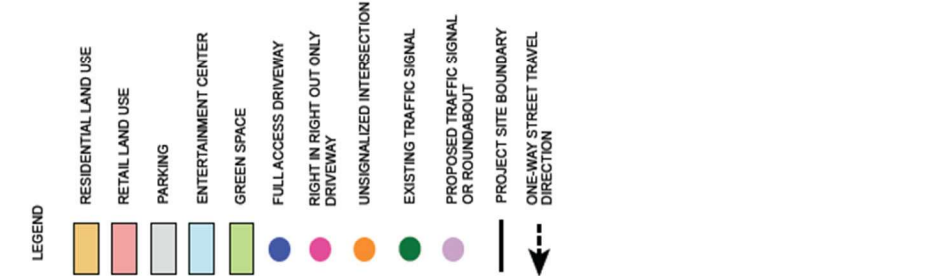 LEGEND
RESIDENTIAL LAND USE
RETAIL LAND USE
PARKING
ENTERTAINMENT CENTER
GREEN SPACE
FULL ACCESS DRIVEWAY
RIGHT IN RIGHT OUT ONLY
DRIVEWAY
UNSIGNALIZED INTERSECTION
EXISTING TRAFFIC SIGNAL
PROPOSED TRAFFIC SIGNAL
OR ROUNDABOUT
PROJECT SITE BOUNDARY
ONE-WAY STREET TRAVEL
DIRECTION